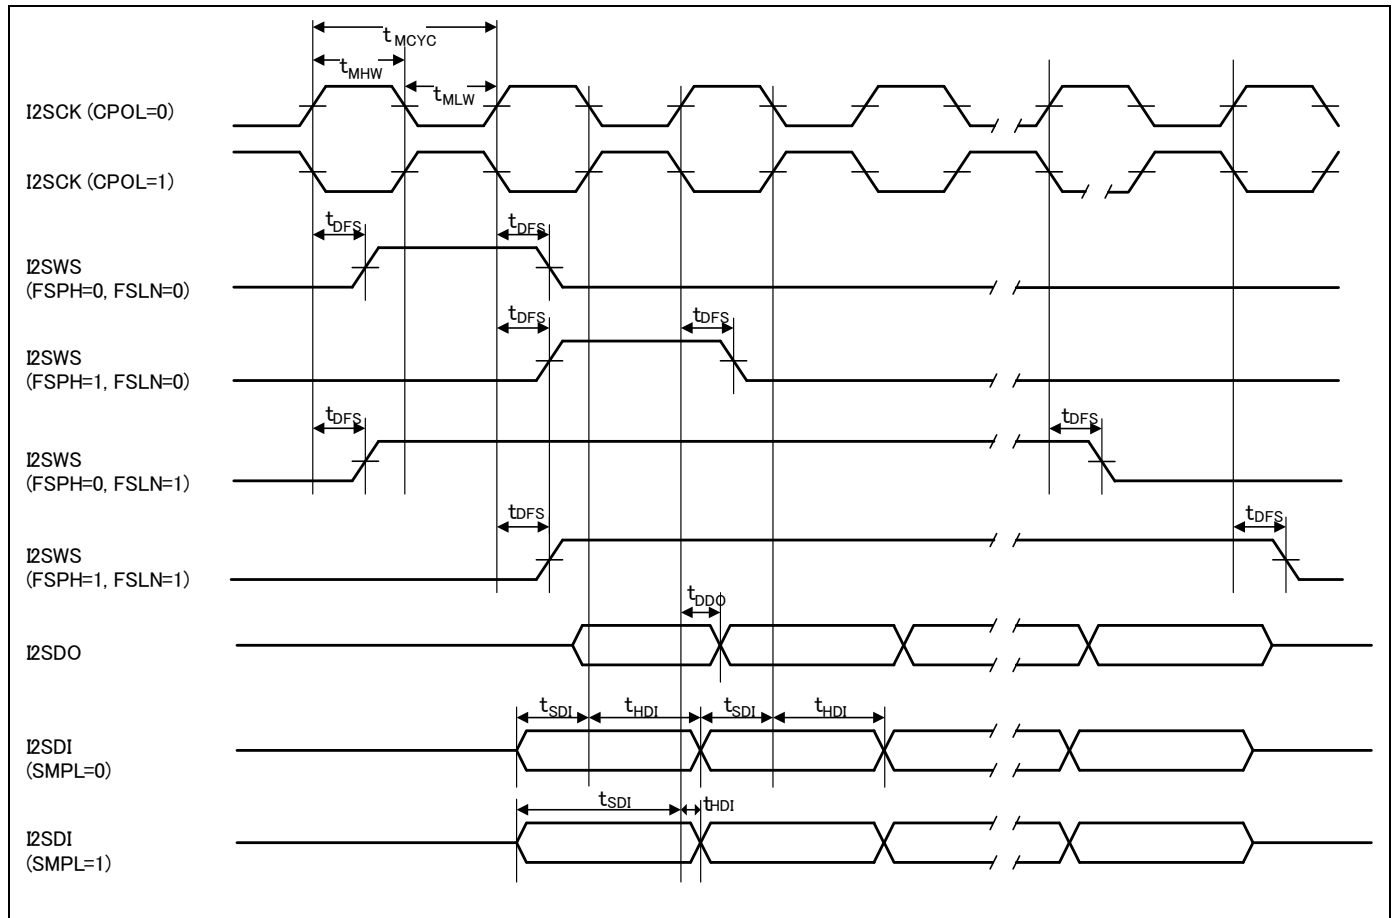 tMCYC
tMHW
tMLW
I2SCK (CPOL=0)
I2SCK (CPOL=1)
tDFS tDFS
I2SWS
(FSPH=0, FSLN=0)
tDFS tDFS
I2SWS
(FSPH=1, FSLN=0)
tDFS tDFS
I2SWS
(FSPH=0, FSLN=1)
tDFS tDFS
I2SWS
(FSPH=1, FSLN=1)
tDDO
I2SDO
tSDI tHDI tSDI tHDI
I2SDI
(SMPL=0)
tSDI tHDI
I2SDI
(SMPL=1)